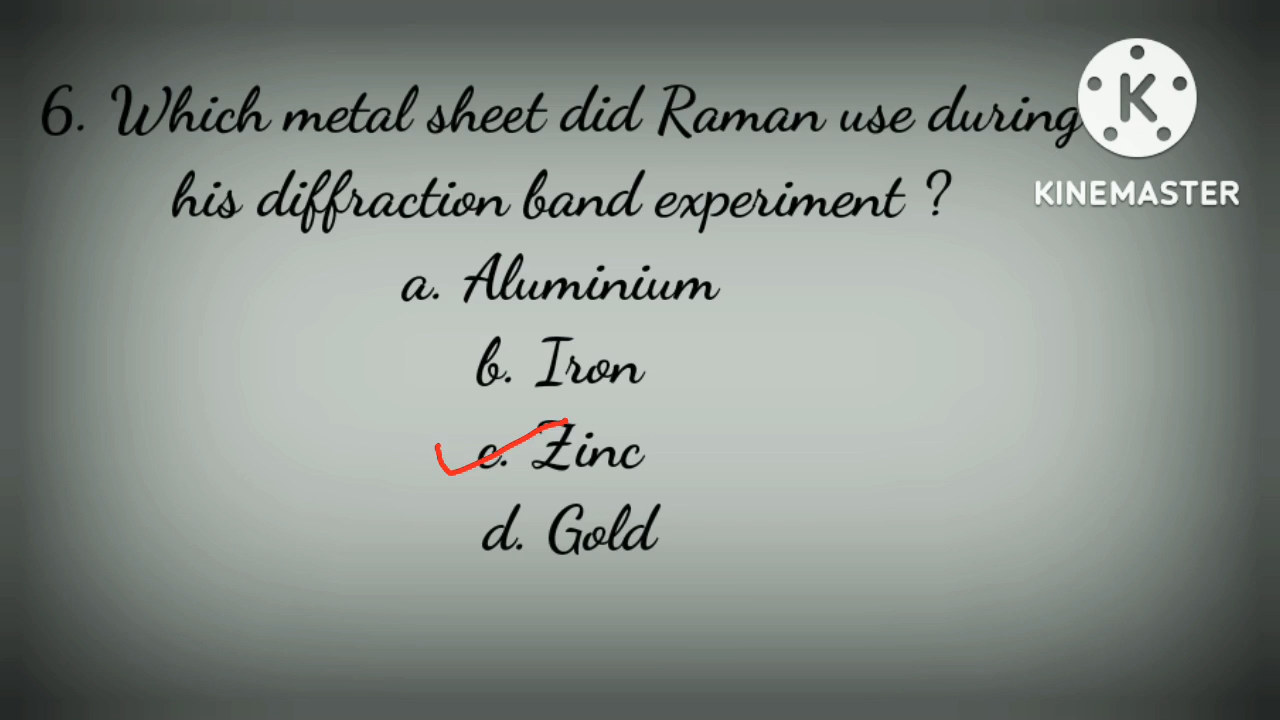 6. Which metal sheet did Raman use during
his diffraction band experiment ?
a. Aluminium
b. Iron
c. Zinc
d. Gold
K
KINEMASTER